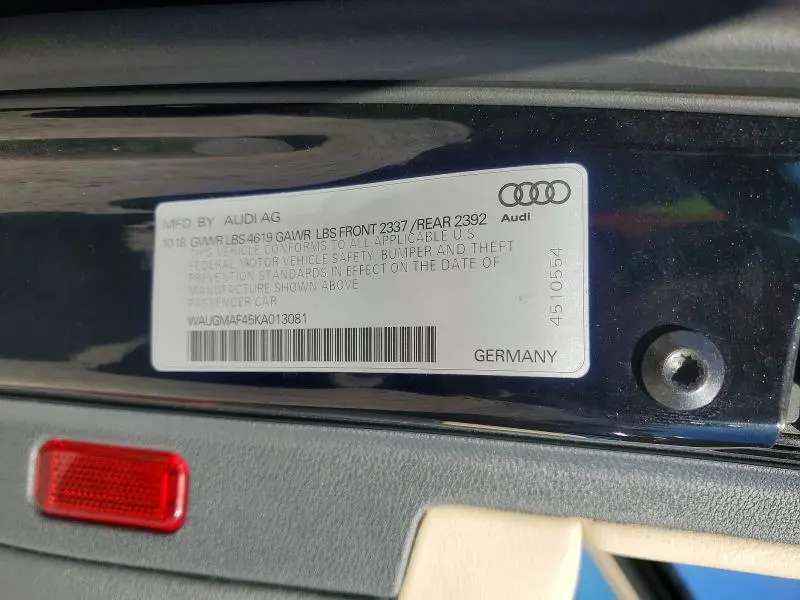 MFD. BY AUDI AG
1018 GVWR LBS 4619 GAWR LBS FRONT 2337 /REAR 2392
THIS VEHICLE CONFORMS TO ALL APPLICABLE U.S.
FEDERAL MOTOR VEHICLE SAFETY, BUMPER AND THEFT
PREVENTION STANDARDS IN EFFECT ON THE DATE OF
MANUFACTURE SHOWN ABOVE
PASSENGER CAR
WAUGMAF45KA013081
GERMANY
Audi
4510554